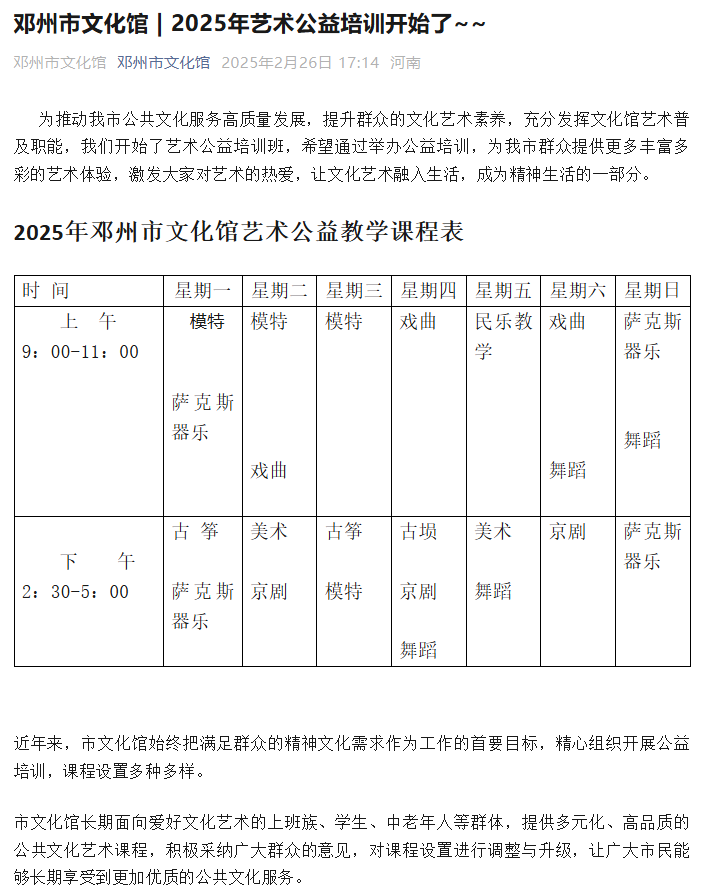 邓州市文化馆 | 2025年艺术公益培训开始了~~
邓州市文化馆 邓州市文化馆 2025年2月26日 17:14 河南
为推动我市公共文化服务高质量发展，提升群众的文化艺术素养，充分发挥文化馆艺术普
及职能，我们开始了艺术公益培训班，希望通过举办公益培训，为我市群众提供更多丰富多
彩的艺术体验，激发大家对艺术的热爱，让文化艺术融入生活，成为精神生活的一部分。
2025年邓州市文化馆艺术公益教学课程表
时 间 星期一 星期二 星期三 星期四 星期五 星期六 星期日
上 午
9：00-11：00
模特
萨克斯
器乐
模特
戏曲
模特
戏曲
民乐教
学
戏曲
舞蹈
萨克斯
器乐
舞蹈
下 午
2：30-5：00
古 筝
萨克斯
器乐
美术
京剧
古筝
模特
古埙
京剧
舞蹈
美术
舞蹈
京剧
萨克斯
器乐
近年来，市文化馆始终把满足群众的精神文化需求作为工作的首要目标，精心组织开展公益
培训，课程设置多种多样。
市文化馆长期面向爱好文化艺术的上班族、学生、中老年人等群体，提供多元化、高品质的
公共文化艺术课程，积极采纳广大群众的意见，对课程设置进行调整与升级，让广大市民能
够长期享受到更加优质的公共文化服务。